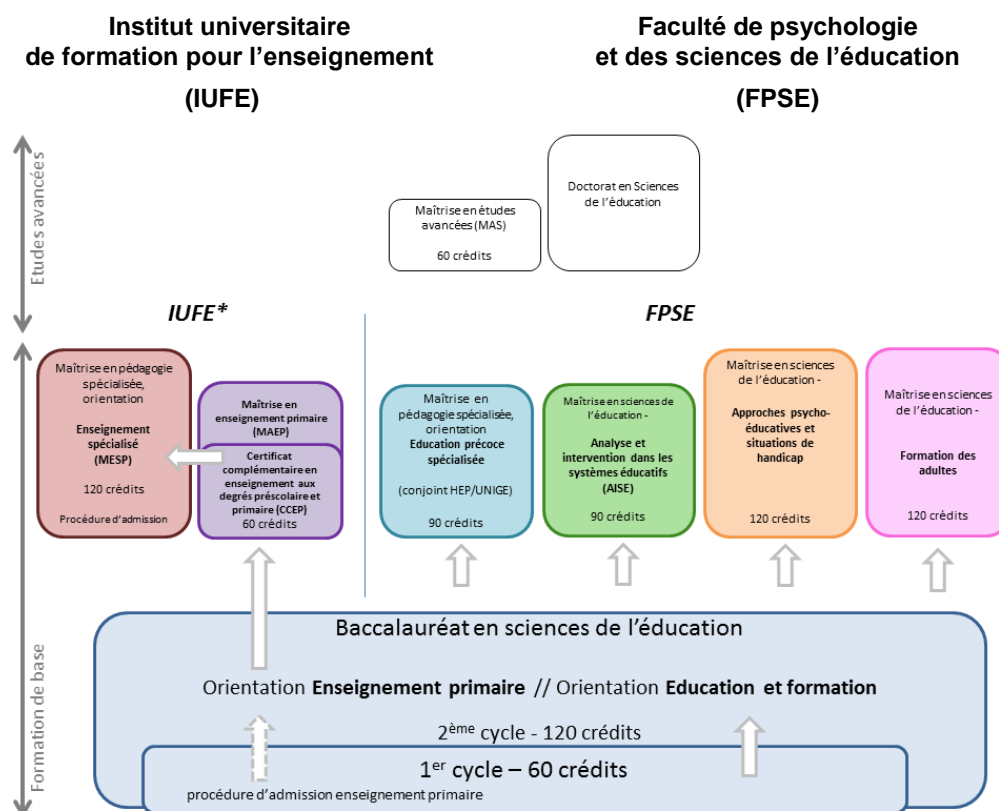 Institut universitaire
de formation pour l'enseignement
(IUFE)
Faculté de psychologie
et des sciences de l'éducation
(FPSE)
Etudes avancées
Maîtrise en études
avancées (MAS)
60 crédits
Doctorat en Sciences
de l'éducation
IUFE*
FPSE
Formation de base
Maîtrise en pédagogie
spécialisée,
orientation
Enseignement
spécialisé
(MESP)
120 crédits
Procédure d'admission
Maîtrise en
enseignement primaire
(MAEP)
Certificat
complémentaire en
enseignement aux
degrés préscolaire et
primaire (CCEP)
60 crédits
Maîtrise en
pédagogie spécialisée,
orientation
Education précoce
spécialisée
(conjoint HEP/UNIGE)
90 crédits
Maîtrise en sciences de
l'éducation -
Analyse et
intervention dans les
systèmes éducatifs
(AISE)
90 crédits
Maîtrise en sciences
de l'éducation -
Approches psycho-
éducatives et
situations de
handicap
120 crédits
Maîtrise en sciences
de l'éducation -
Formation des
adultes
120 crédits
Baccalauréat en sciences de l'éducation
Orientation Enseignement primaire // Orientation Education et formation
2ème cycle - 120 crédits
1er cycle – 60 crédits
procédure d'admission enseignement primaire